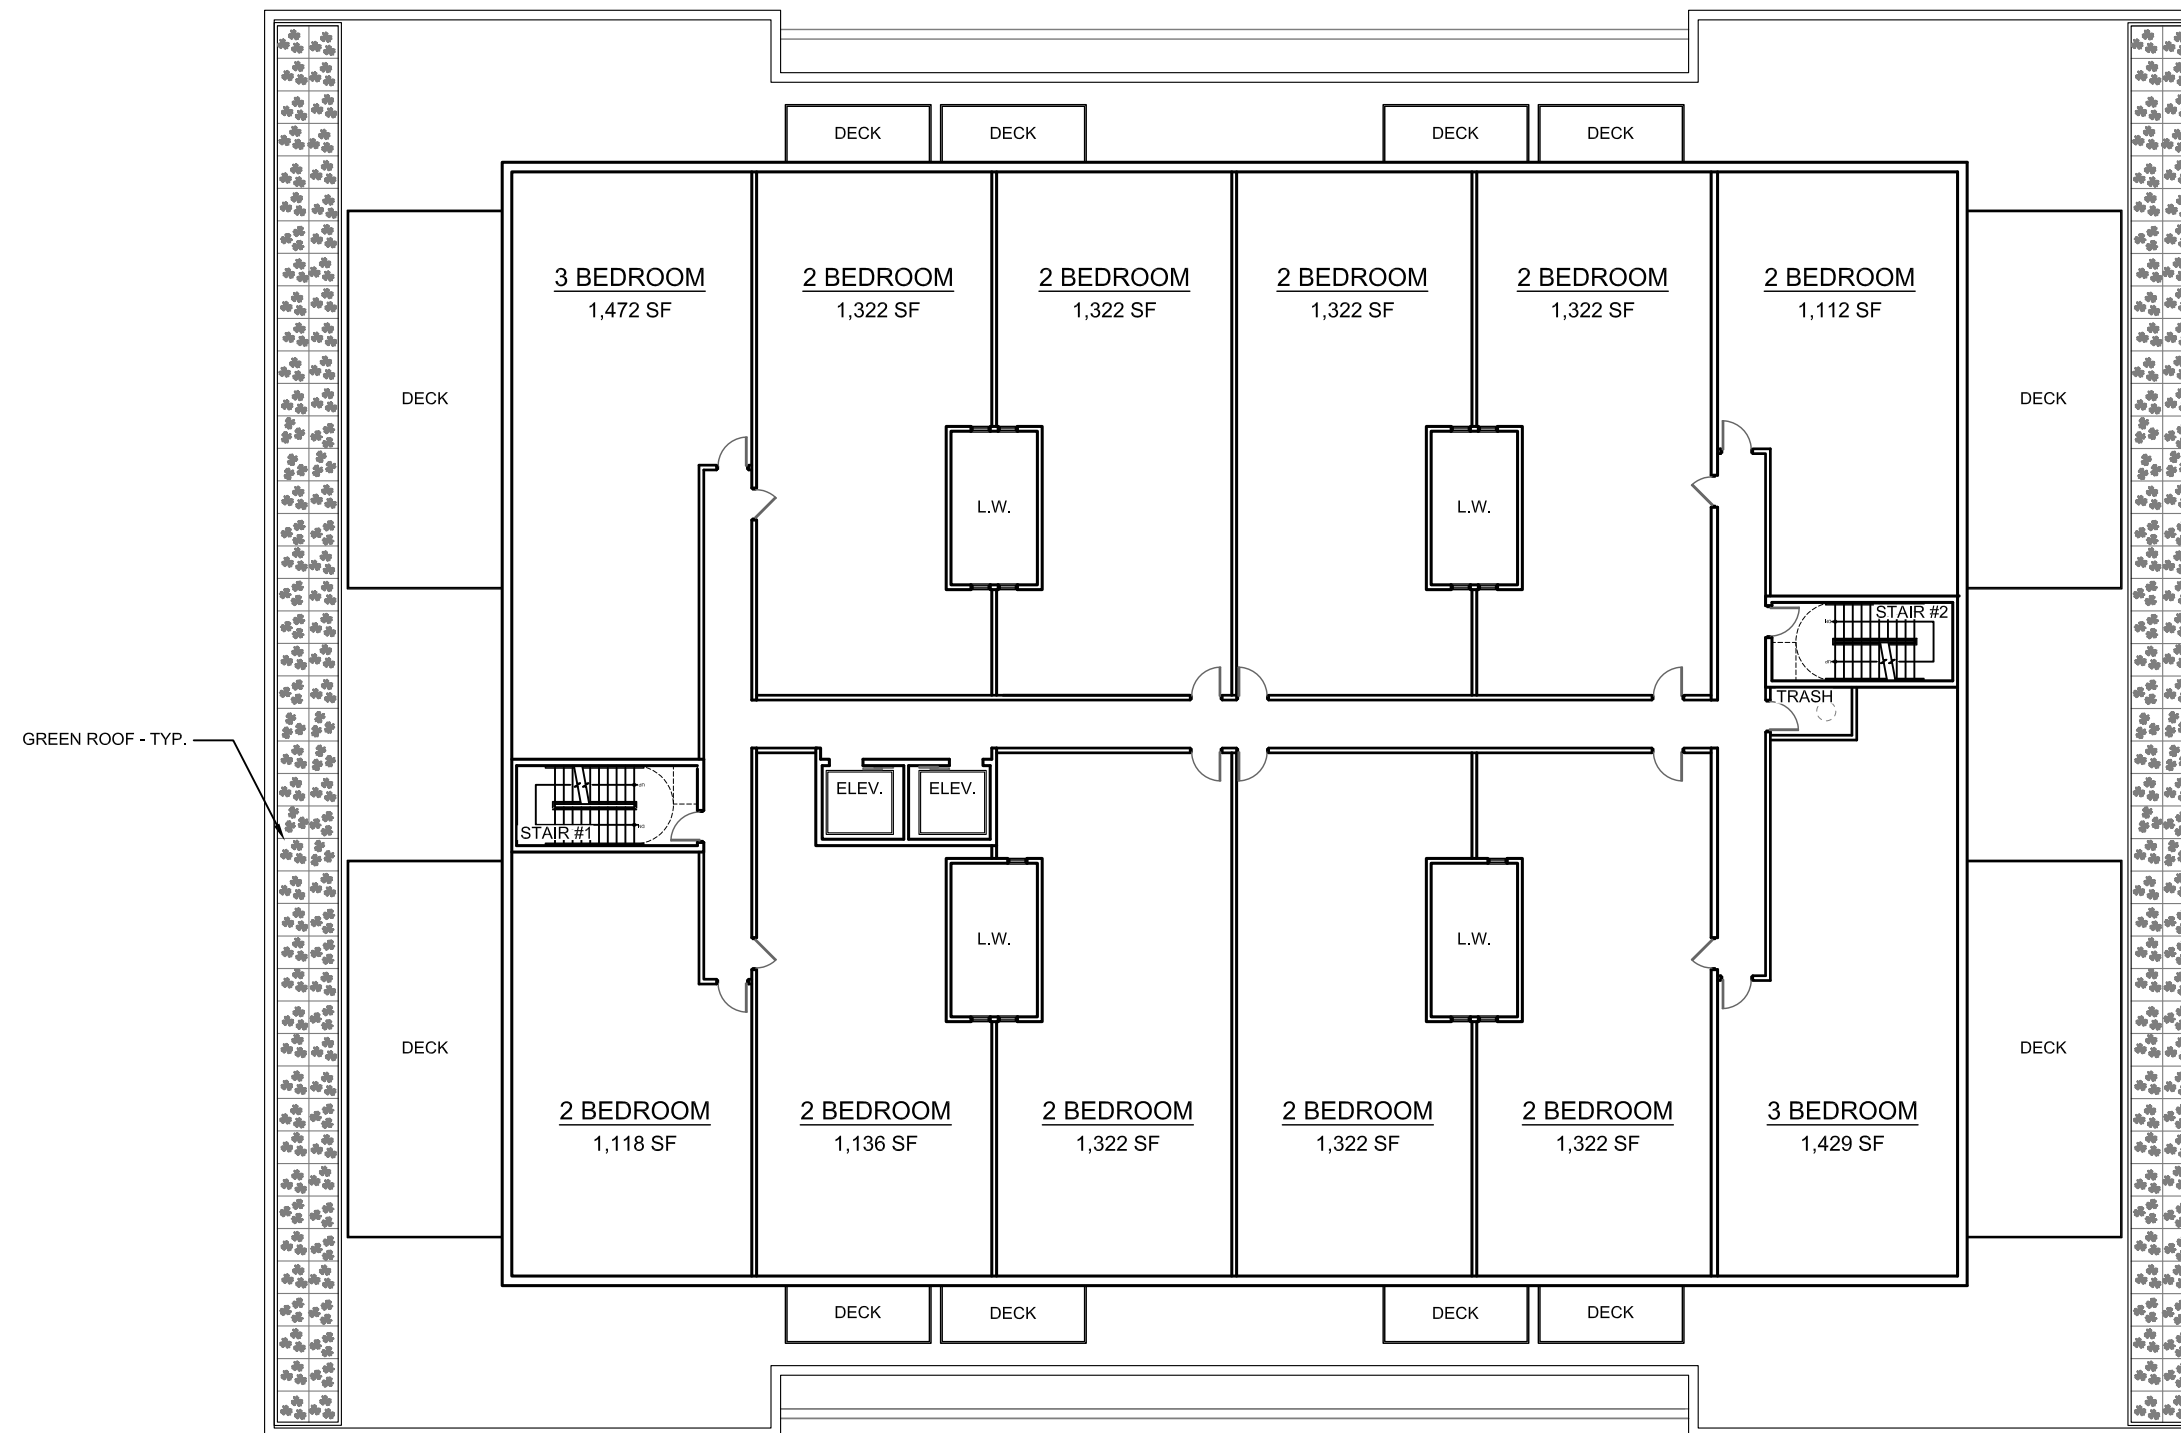 DECK
DECK
DECK
DECK
3 BEDROOM
1,472 SF
2 BEDROOM
1,322 SF
2 BEDROOM
1,322 SF
2 BEDROOM
1,322 SF
2 BEDROOM
1,322 SF
2 BEDROOM
1,112 SF
DECK
DECK
L.W.
L.W.
STAIR #2
TRASH
GREEN ROOF - TYP.
ELEV.
ELEV.
STAIR #1
L.W.
L.W.
DECK
DECK
2 BEDROOM
1,118 SF
2 BEDROOM
1,136 SF
2 BEDROOM
1,322 SF
2 BEDROOM
1,322 SF
2 BEDROOM
1,322 SF
3 BEDROOM
1,429 SF
DECK
DECK
DECK
DECK